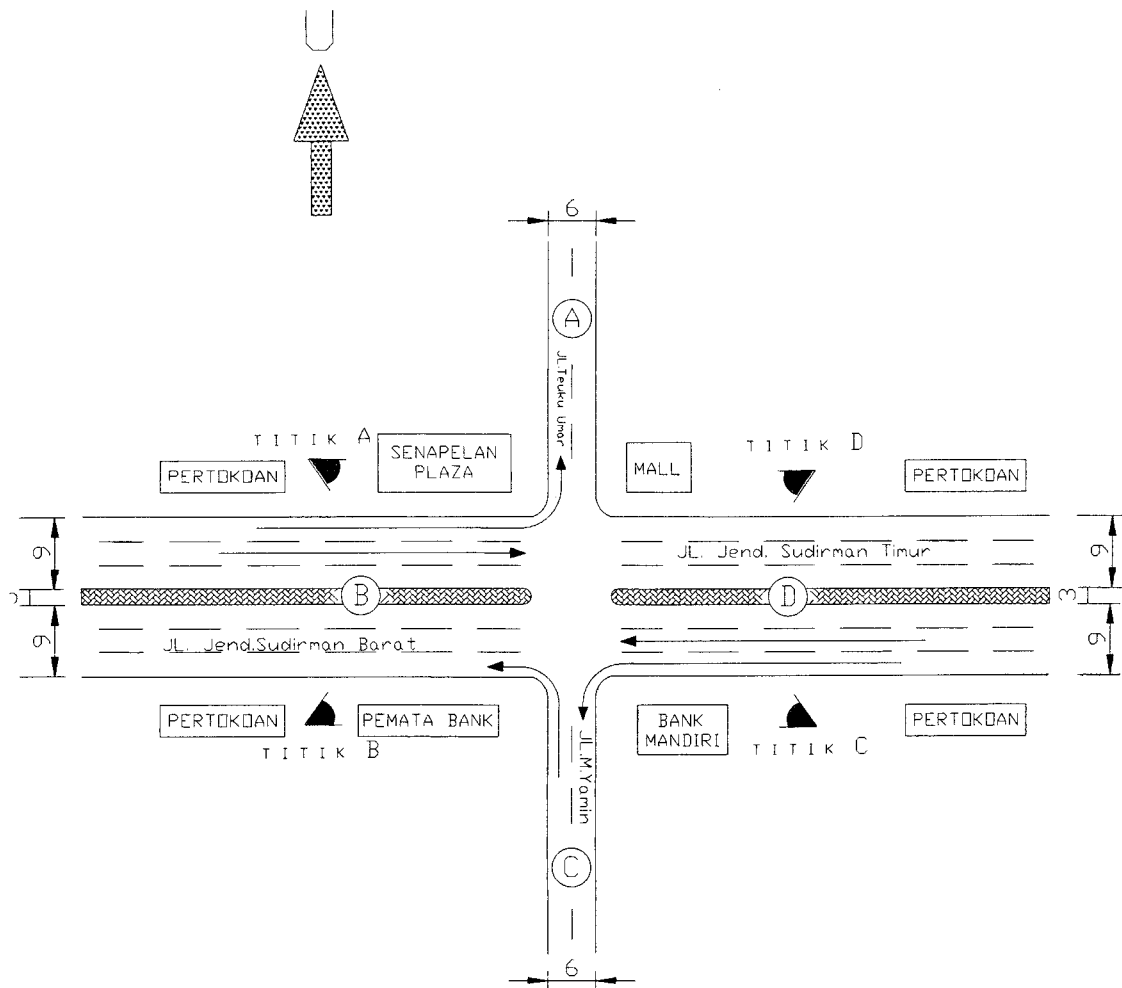 U
6
A
JL.Teuku Umar
TITIK A
SENAPELAN
PLAZA
PERTOKOAN
MALL
TITIK D
PERTOKOAN
9
JL. Jend. Sudirman Timur
9
B
D
3
9
JL. Jend.Sudirman Barat
9
PERTOKOAN
PEMATA BANK
TITIK B
BANK
MANDIRI
TITIK C
PERTOKOAN
JL.M.Yamin
C
6